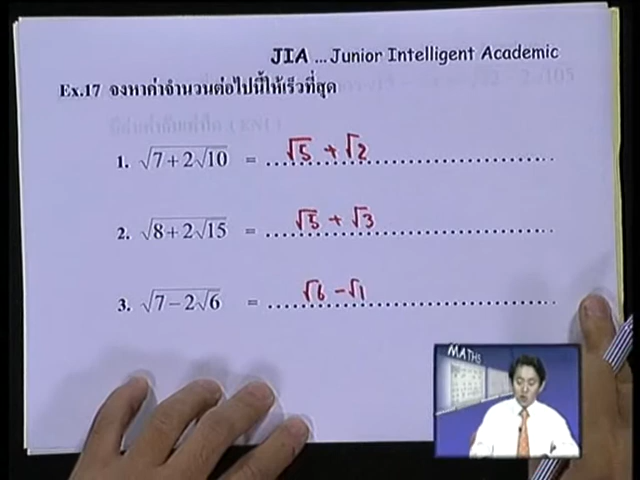 JIA ... Junior Intelligent Academic
Ex.17 จงหาค่าจำนวนต่อไปนี้ให้เร็วที่สุด
1. √(7 + 2√10) = √5 + √2
2. √(8 + 2√15) = √5 + √3
3. √(7 − 2√6) = √6 − √1
MATHS